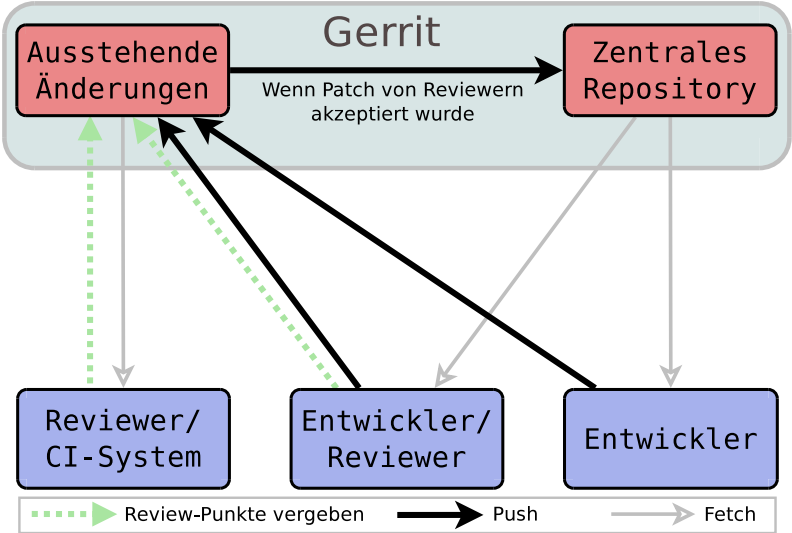 Gerrit
Ausstehende
Änderungen
Wenn Patch von Reviewern
akzeptiert wurde
Zentrales
Repository
Reviewer/
CI-System
Entwickler/
Reviewer
Entwickler
Review-Punkte vergeben
Push
Fetch